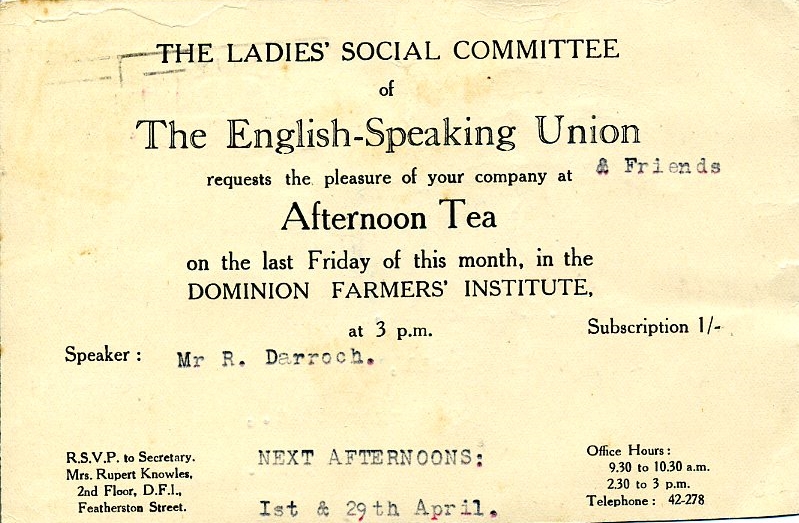 THE LADIES' SOCIAL COMMITTEE
of
The English-Speaking Union
requests the pleasure of your company at & Friends
Afternoon Tea
on the last Friday of this month, in the
DOMINION FARMERS' INSTITUTE,
at 3 p.m.
Subscription 1/-
Speaker : Mr R. Darroch.
R.S.V.P. to Secretary.
Mrs. Rupert Knowles,
2nd Floor, D.F.I.,
Featherston Street.
NEXT AFTERNOONS:
Ist & 29th April.
Office Hours :
9.30 to 10.30 a.m.
2.30 to 3 p.m.
Telephone : 42-278